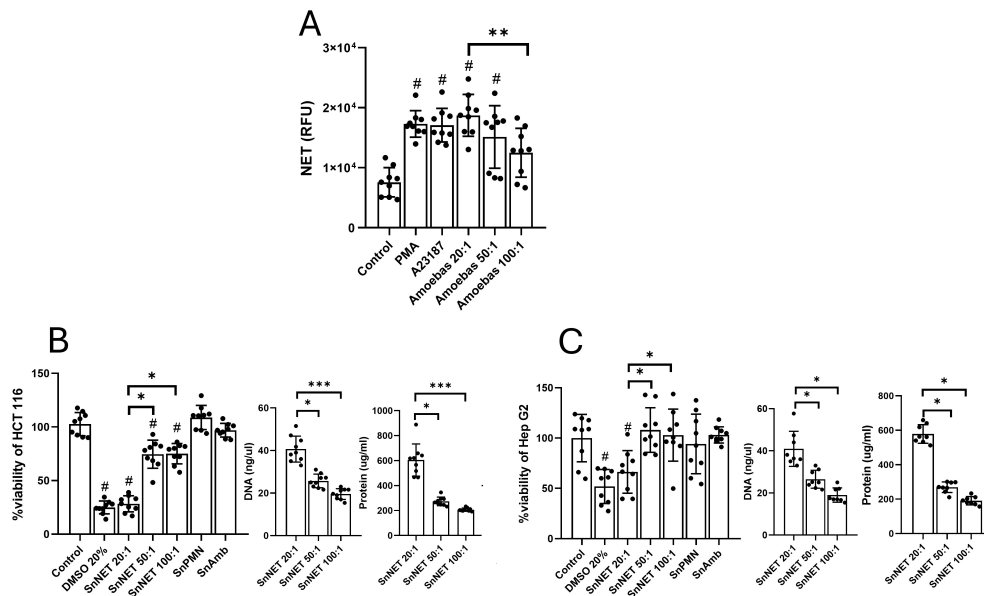 A
**
3×10⁴
#
#
#
#
2×10⁴
1×10⁴
0
NET (RFU)
Control
PMA
A23187
Amoebas 20:1
Amoebas 50:1
Amoebas 100:1
B
150
100
50
0
%viability of HCT 116
*
*
#
#
#
#
Control
DMSO 20%
SnNET 20:1
SnNET 50:1
SnNET 100:1
SnPMN
SnAmb
***
*
60
40
20
0
DNA (ng/ul)
SnNET 20:1
SnNET 50:1
SnNET 100:1
***
*
1000
800
600
400
200
0
Protein (ug/ml)
SnNET 20:1
SnNET 50:1
SnNET 100:1
C
*
*
150
100
50
0
%viability of Hep G2
#
#
Control
DMSO 20%
SnNET 20:1
SnNET 50:1
SnNET 100:1
SnPMN
SnAmb
*
*
60
40
20
0
DNA (ng/ul)
SnNET 20:1
SnNET 50:1
SnNET 100:1
*
*
800
600
400
200
0
Protein (ug/ml)
SnNET 20:1
SnNET 50:1
SnNET 100:1